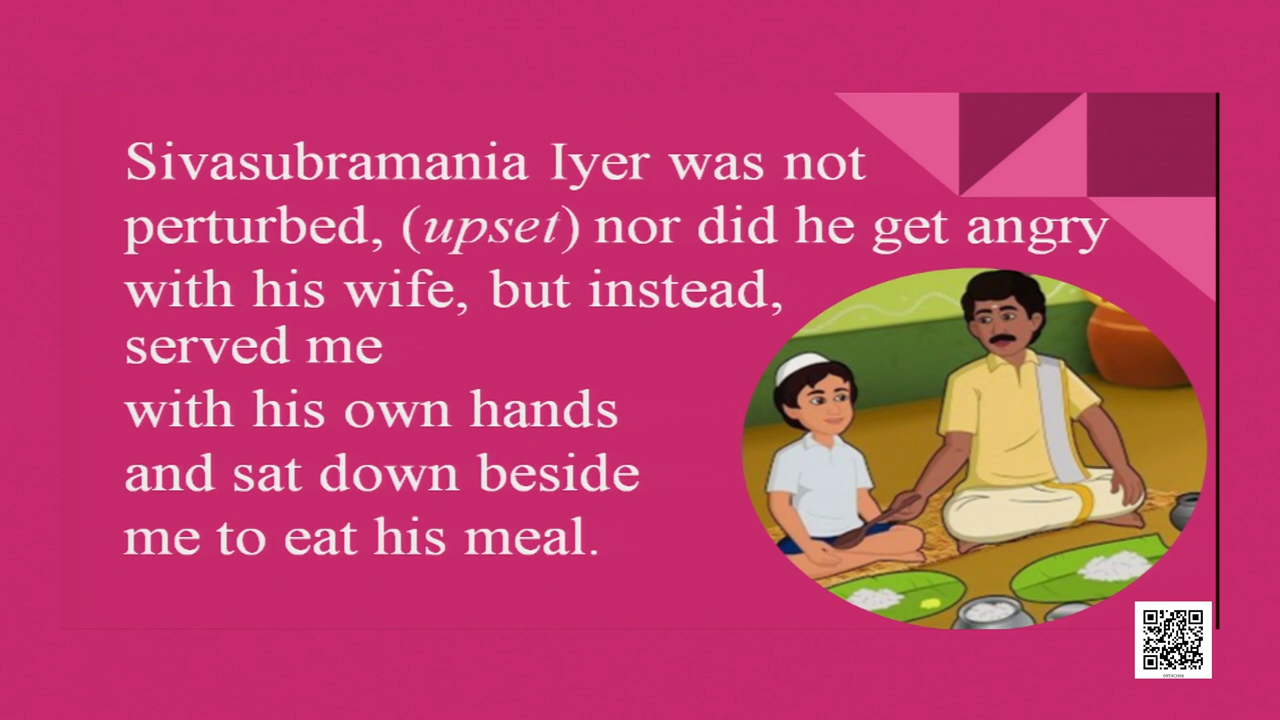 Sivasubramania Iyer was not
perturbed, (upset) nor did he get angry
with his wife, but instead,
served me
with his own hands
and sat down beside
me to eat his meal.